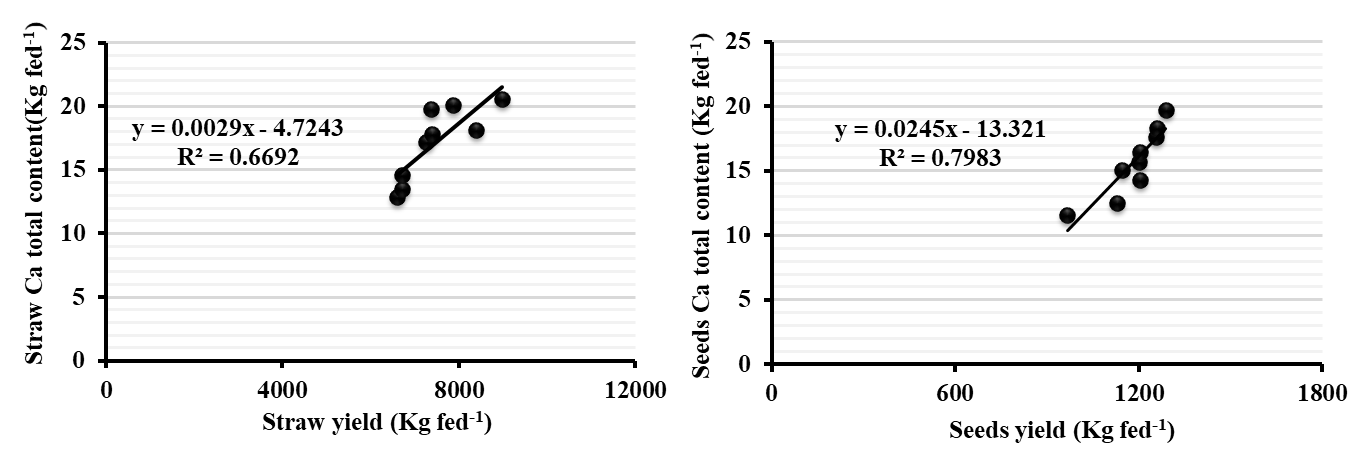 Straw Ca total content(Kg fed⁻¹)
25
20
15
10
5
0
y = 0.0029x - 4.7243
R² = 0.6692
0 4000 8000 12000
Straw yield (Kg fed⁻¹)
Seeds Ca total content (Kg fed⁻¹)
25
20
15
10
5
0
y = 0.0245x - 13.321
R² = 0.7983
0 600 1200 1800
Seeds yield (Kg fed⁻¹)